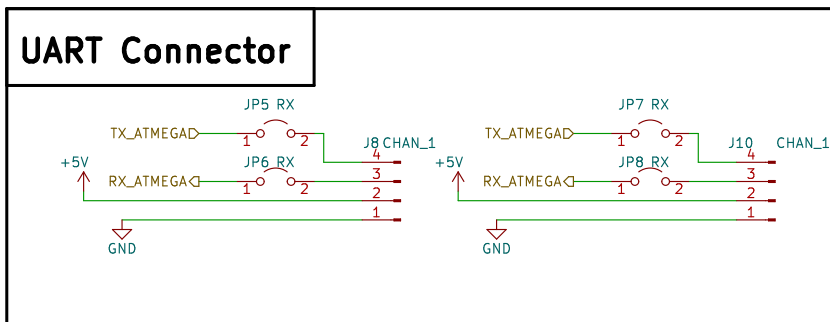 UART Connector
JP5 RX
TX_ATMEGA
1 2
J8 CHAN_1
4
+5V
JP6 RX
3
RX_ATMEGA
1 2
2
1
GND
JP7 RX
TX_ATMEGA
1 2
J10 CHAN_1
4
+5V
JP8 RX
3
RX_ATMEGA
1 2
2
1
GND